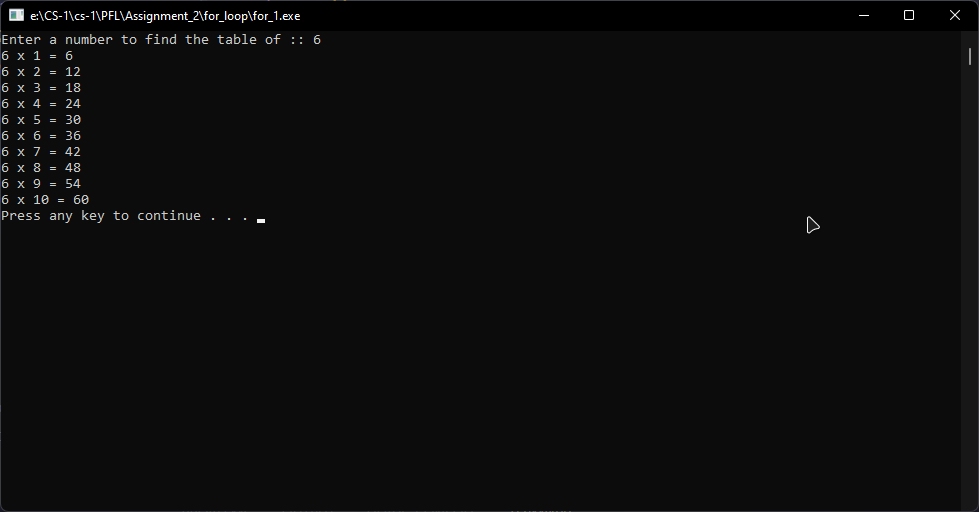 e:\CS-1\cs-1\PFL\Assignment_2\for_loop\for_1.exe
Enter a number to find the table of :: 6
6 x 1 = 6
6 x 2 = 12
6 x 3 = 18
6 x 4 = 24
6 x 5 = 30
6 x 6 = 36
6 x 7 = 42
6 x 8 = 48
6 x 9 = 54
6 x 10 = 60
Press any key to continue . . .